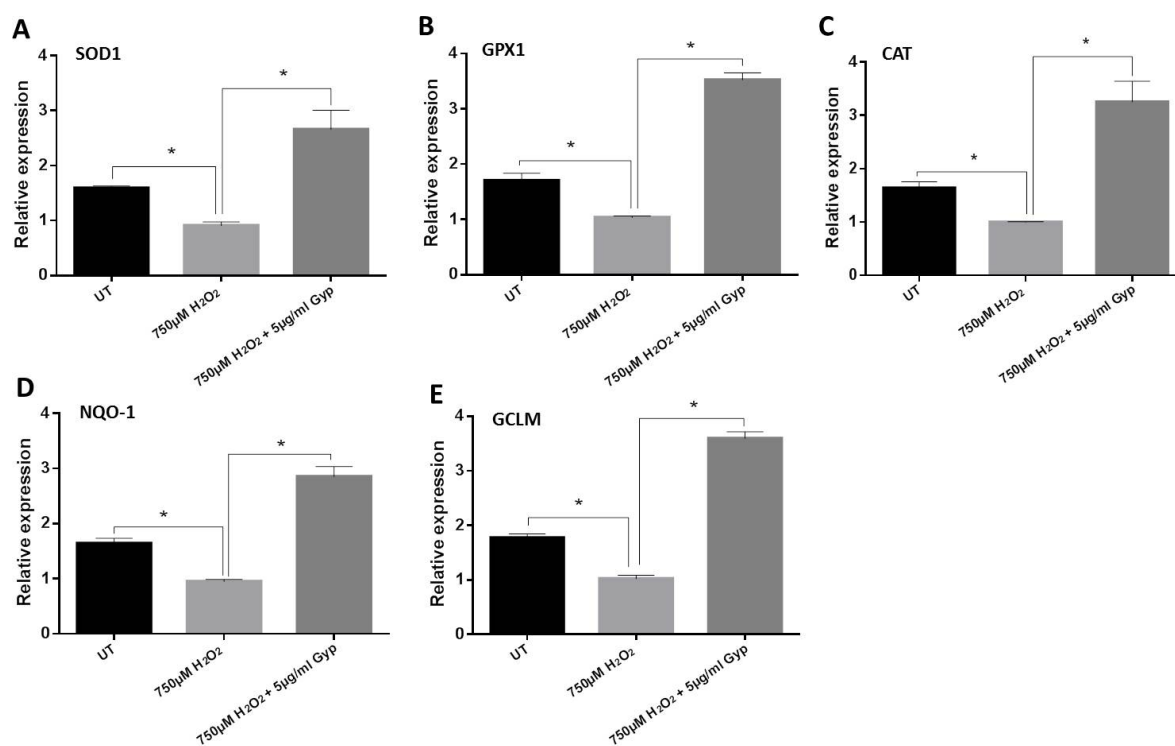 A
SOD1
Relative expression
4
3
2
1
0
*
*
UT
750μM H₂O₂
750μM H₂O₂ + 5μg/ml Gyp
B
GPX1
Relative expression
4
3
2
1
0
*
*
UT
750μM H₂O₂
750μM H₂O₂ + 5μg/ml Gyp
C
CAT
Relative expression
4
3
2
1
0
*
*
UT
750μM H₂O₂
750μM H₂O₂ + 5μg/ml Gyp
D
NQO-1
Relative expression
4
3
2
1
0
*
*
UT
750μM H₂O₂
750μM H₂O₂ + 5μg/ml Gyp
E
GCLM
Relative expression
4
3
2
1
0
*
*
UT
750μM H₂O₂
750μM H₂O₂ + 5μg/ml Gyp